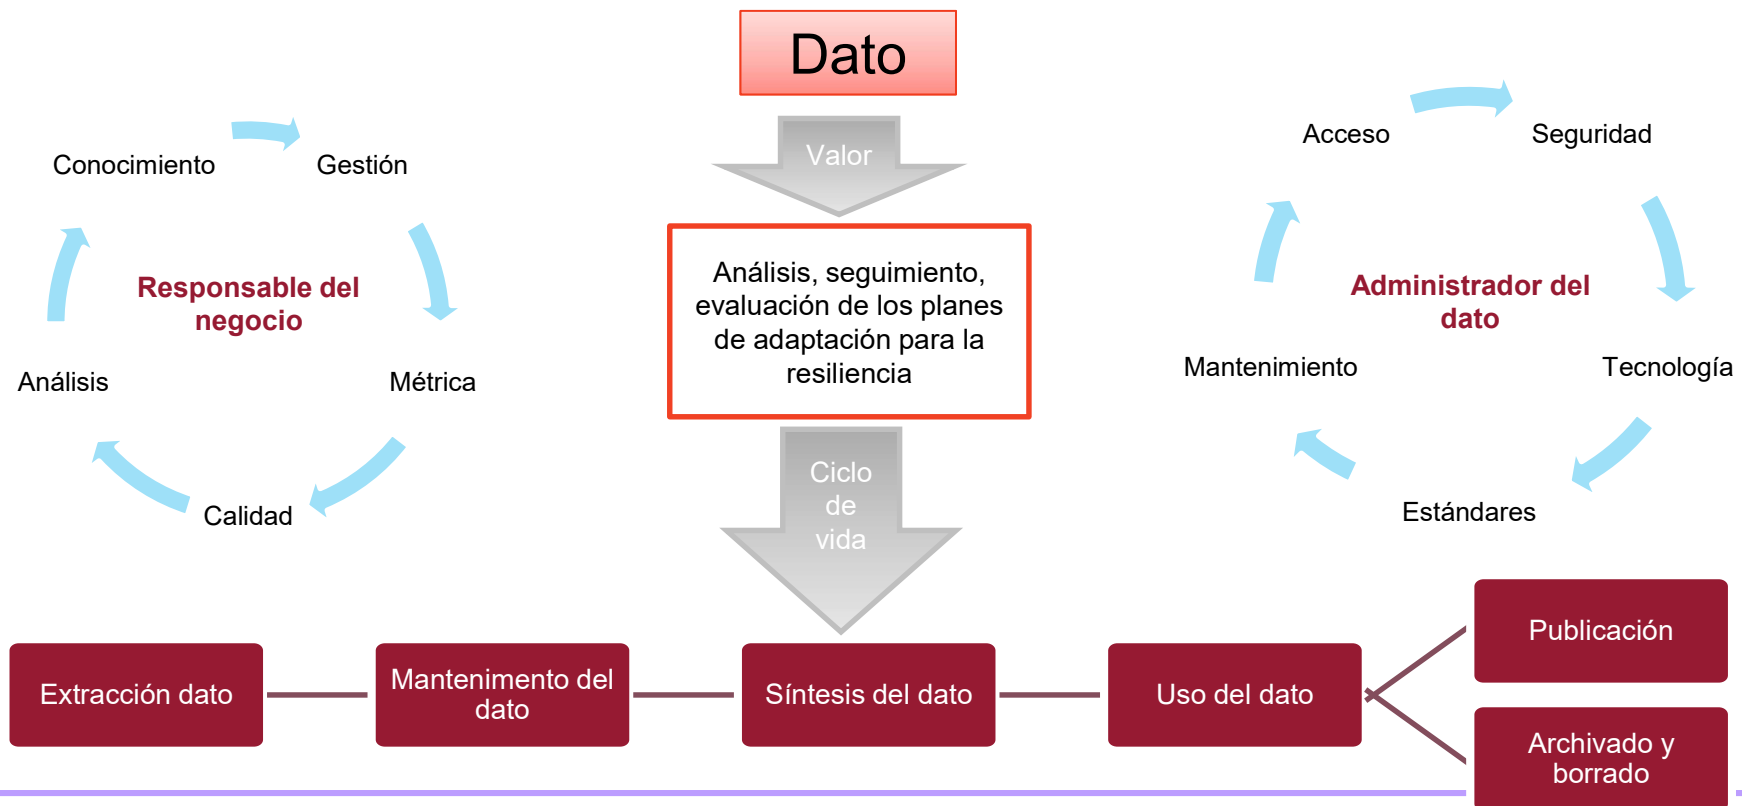 Dato
Valor
Análisis, seguimiento,
evaluación de los planes
de adaptación para la
resiliencia
Ciclo
de
vida
Conocimiento
Gestión
Responsable del
negocio
Análisis
Métrica
Calidad
Acceso
Seguridad
Administrador del
dato
Mantenimiento
Tecnología
Estándares
Extracción dato
Mantenimento del
dato
Síntesis del dato
Uso del dato
Publicación
Archivado y
borrado